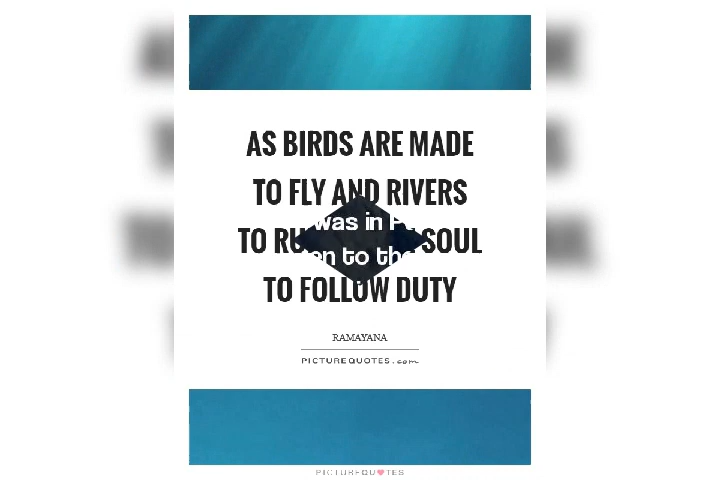 AS BIRDS ARE MADE
TO FLY AND RIVERS
TO SOUL
TO FOLLOW DUTY
was in
to
RAMAYANA
PICTUREQUOTES.com
PICTUREQUOTES